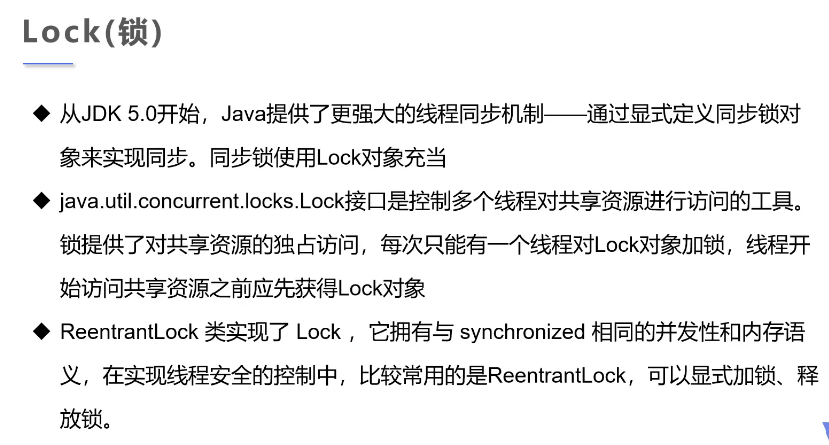 Lock(锁)
◆ 从JDK 5.0开始，Java提供了更强大的线程同步机制——通过显式定义同步锁对
象来实现同步。同步锁使用Lock对象充当
◆ java.util.concurrent.locks.Lock接口是控制多个线程对共享资源进行访问的工具。
锁提供了对共享资源的独占访问，每次只能有一个线程对Lock对象加锁，线程开
始访问共享资源之前应先获得Lock对象
◆ ReentrantLock 类实现了 Lock ，它拥有与 synchronized 相同的并发性和内存语
义，在实现线程安全的控制中，比较常用的是ReentrantLock，可以显式加锁、释
放锁。